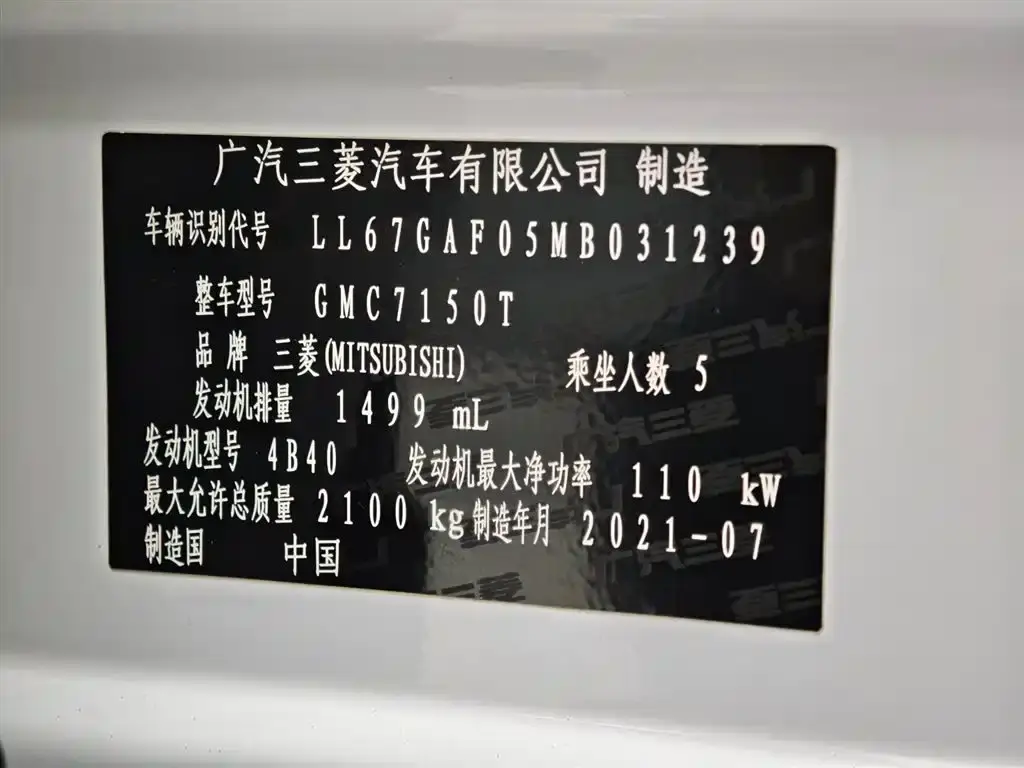 广汽三菱汽车有限公司 制造
车辆识别代号 LL67GAF05MB031239
整车型号 GMC7150T
品牌 三菱(MITSUBISHI) 乘坐人数 5
发动机排量 1499 mL
发动机型号 4B40 发动机最大净功率 110 kW
最大允许总质量 2100 kg 制造年月 2021-07
制造国 中国